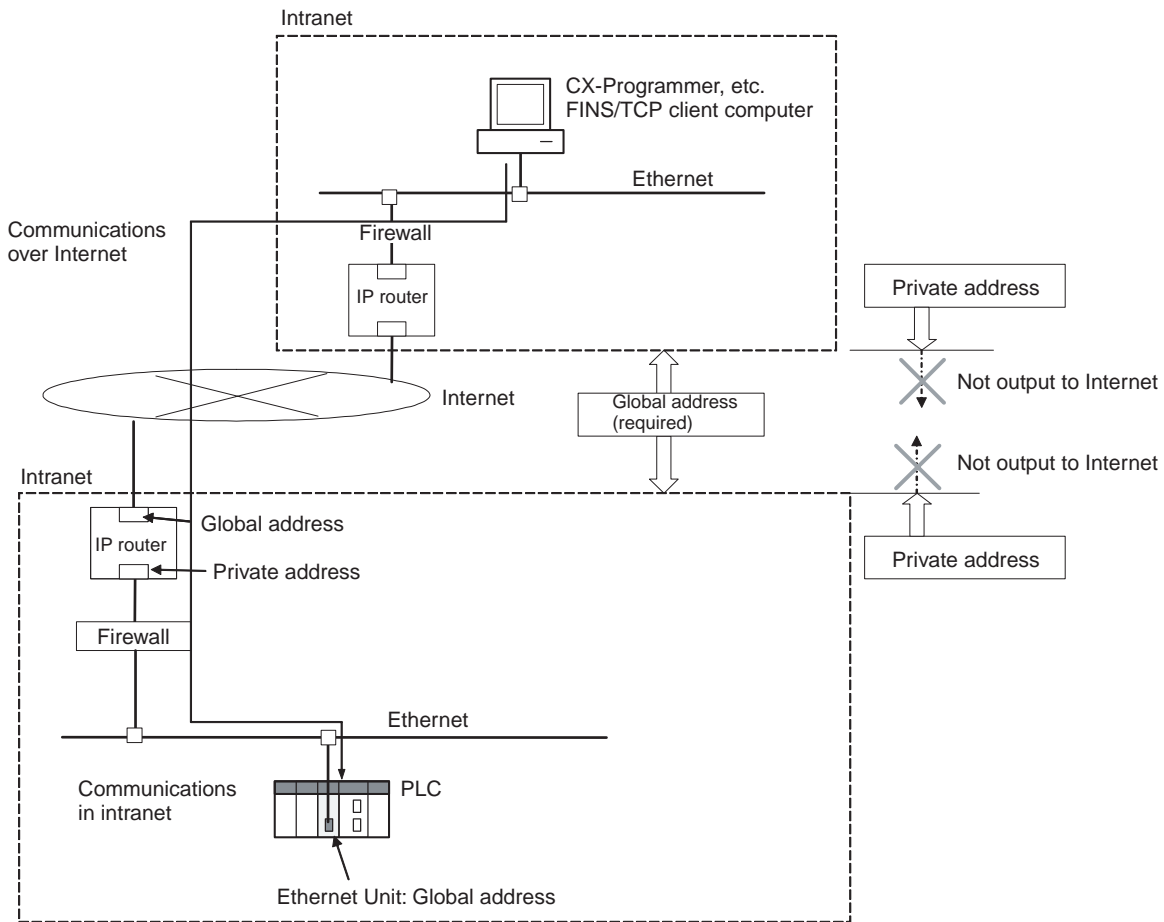 Intranet
CX-Programmer, etc.
FINS/TCP client computer
Ethernet
Communications
over Internet
Firewall
IP router
Private address
Not output to Internet
Internet
Global address
(required)
Not output to Internet
Intranet
Global address
IP router
Private address
Private address
Firewall
Ethernet
Communications
in intranet
PLC
Ethernet Unit: Global address